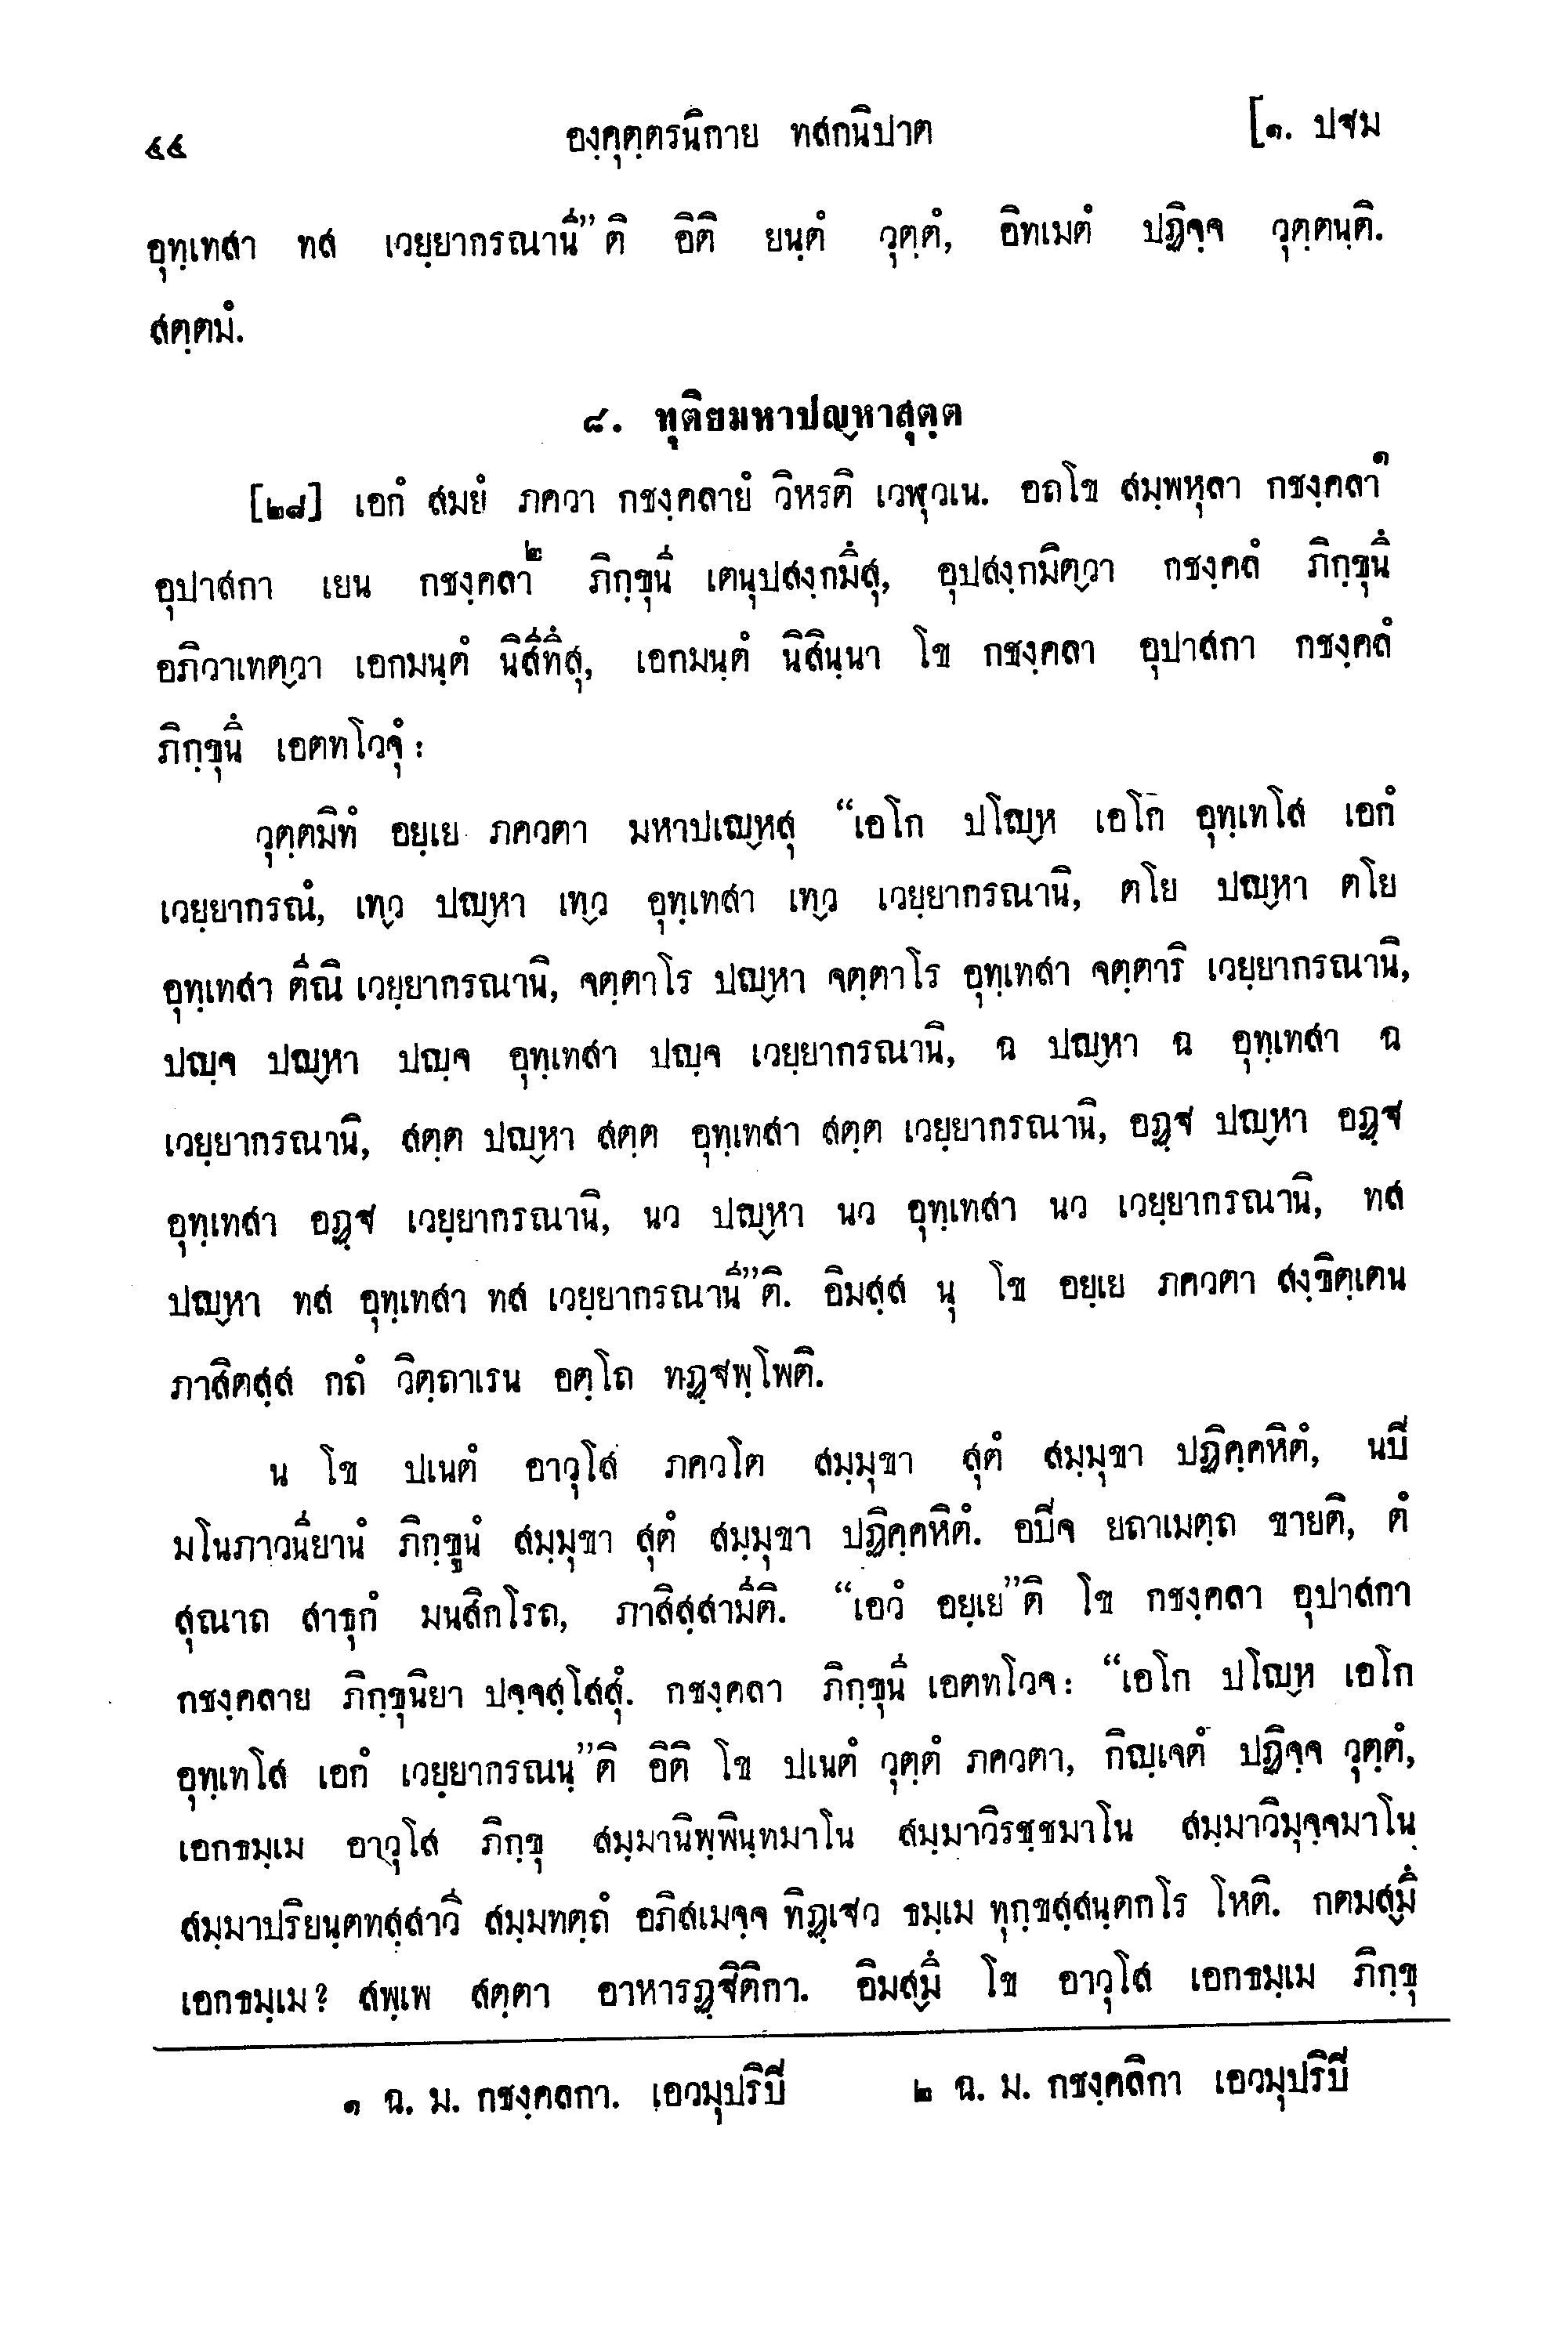 ๔๔ องฺคุตฺตรนิกาย ทสกนิปาต [๑. ปฐม
อุทฺเทสา ทส เวยฺยากรณานี”ติ อิติ ยนฺตํ วุตฺตํ, อิทเมตํ ปฏิจฺจ วุตฺตนฺติ.
สตฺตมํ.
๘. ทุติยมหาปญฺหาสุตฺต
[๒๘] เอกํ สมยํ ภควา กชงฺคลายํ วิหรติ เวฬุวเน. อถโข สมฺพหุลา กชงฺคลา๑
อุปาสกา เยน กชงฺคลา๒ ภิกฺขุนี เตนุปสงฺกมึสุ, อุปสงฺกมิตฺวา กชงฺคลํ ภิกฺขุนึ
อภิวาเทตฺวา เอกมนฺตํ นิสีทึสุ, เอกมนฺตํ นิสินฺนา โข กชงฺคลา อุปาสกา กชงฺคลํ
ภิกฺขุนึ เอตทโวจุํ :
วุตฺตมิทํ อยฺเย ภควตา มหาปเญฺหสุ “เอโก ปโญฺห เอโก อุทฺเทโส เอกํ
เวยฺยากรณํ, เทฺว ปญฺหา เทฺว อุทฺเทสา เทฺว เวยฺยากรณานิ, ตโย ปญฺหา ตโย
อุทฺเทสา ตีณิ เวยฺยากรณานิ, จตฺตาโร ปญฺหา จตฺตาโร อุทฺเทสา จตฺตาริ เวยฺยากรณานิ,
ปญฺจ ปญฺหา ปญฺจ อุทฺเทสา ปญฺจ เวยฺยากรณานิ, ฉ ปญฺหา ฉ อุทฺเทสา ฉ
เวยฺยากรณานิ, สตฺต ปญฺหา สตฺต อุทฺเทสา สตฺต เวยฺยากรณานิ, อฏฺฐ ปญฺหา อฏฺฐ
อุทฺเทสา อฏฺฐ เวยฺยากรณานิ, นว ปญฺหา นว อุทฺเทสา นว เวยฺยากรณานิ, ทส
ปญฺหา ทส อุทฺเทสา ทส เวยฺยากรณานี”ติ. อิมสฺส นุ โข อยฺเย ภควตา สงฺขิตฺเตน
ภาสิตสฺส กถํ วิตฺถาเรน อตฺโถ ทฏฺฐพฺโพติ.
น โข ปเนตํ อาวุโส ภควโต สมฺมุขา สุตํ สมฺมุขา ปฏิคฺคหิตํ, นปี
มโนภาวนียานํ ภิกฺขูนํ สมฺมุขา สุตํ สมฺมุขา ปฏิคฺคหิตํ. อปิจ ยถาเมตฺถ ขายติ, ตํ
สุณาถ สาธุกํ มนสิกโรถ, ภาสิสฺสามีติ. “เอวํ อยฺเย”ติ โข กชงฺคลา อุปาสกา
กชงฺคลาย ภิกฺขุนิยา ปจฺจสฺโสสุํ. กชงฺคลา ภิกฺขุนี เอตทโวจ : “เอโก ปโญฺห เอโก
อุทฺเทโส เอกํ เวยฺยากรณนฺ”ติ อิติ โข ปเนตํ วุตฺตํ ภควตา, กิญฺเจตํ ปฏิจฺจ วุตฺตํ,
เอกธมฺเม อาวุโส ภิกฺขุ สมฺมานิพฺพินฺทมาโน สมฺมาวิรชฺชมาโน สมฺมาวิมุจฺจมาโน
สมฺมาปริยนฺตทสฺสาวี สมฺมทตฺถํ อภิสเมจฺจ ทิฏฺเฐว ธมฺเม ทุกฺขสฺสนฺตกโร โหติ. กตมสฺมึ
เอกธมฺเม? สพฺเพ สตฺตา อาหารฏฺฐิติกา. อิมสฺมึ โข อาวุโส เอกธมฺเม ภิกฺขุ
๑ ฉ. ม. กชงฺคลกา. เอวมุปริปิ ๒ ฉ. ม. กชงฺคลิกา เอวมุปริปิ